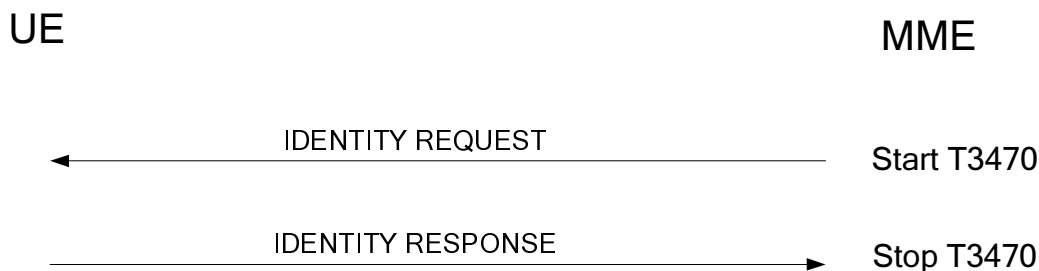 UE
MME
IDENTITY REQUEST
Start T3470
IDENTITY RESPONSE
Stop T3470